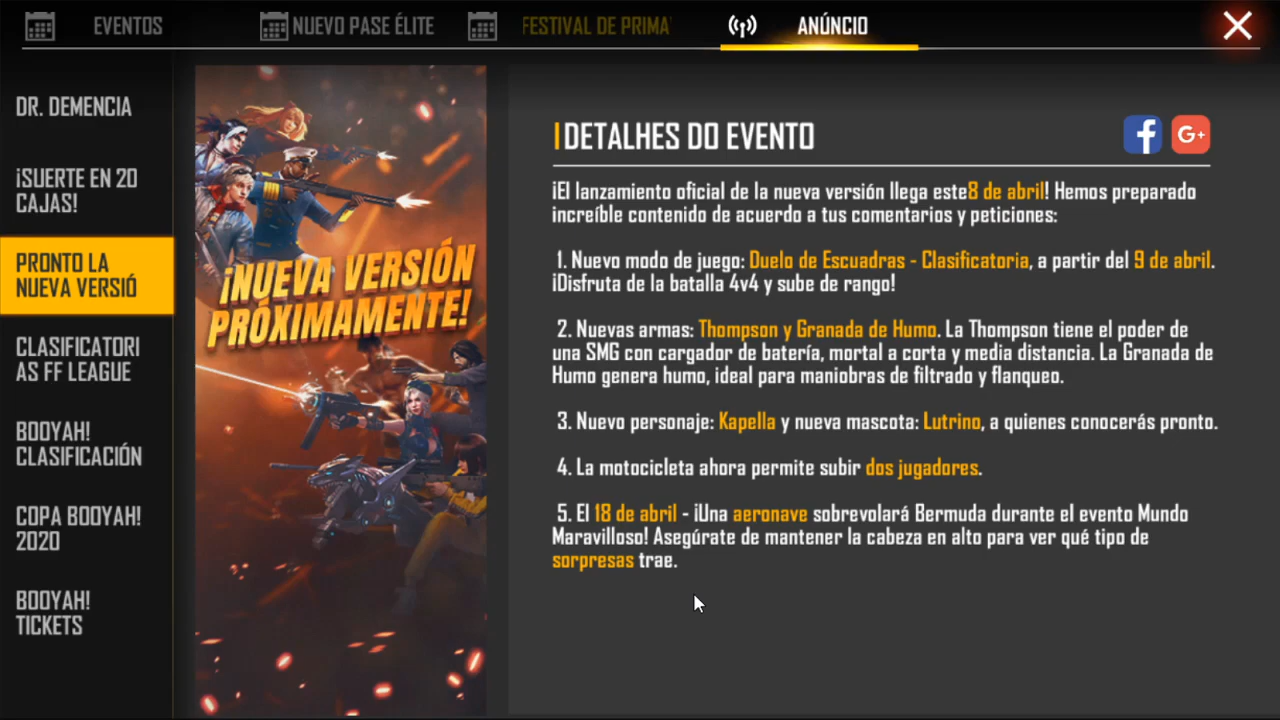 EVENTOS
NUEVO PASE ÉLITE
FESTIVAL DE PRIMA
ANÚNCIO
DR. DEMENCIA
¡SUERTE EN 20
CAJAS!
PRONTO LA
NUEVA VERSIÓ
CLASIFICATORI
AS FF LEAGUE
BOOYAH!
CLASIFICACIÓN
COPA BOOYAH!
2020
BOOYAH!
TICKETS
¡NUEVA VERSIÓN
PRÓXIMAMENTE!
DETALHES DO EVENTO
f
G+
¡El lanzamiento oficial de la nueva versión llega este8 de abril! Hemos preparado
increíble contenido de acuerdo a tus comentarios y peticiones:
1. Nuevo modo de juego: Duelo de Escuadras - Clasificatoria, a partir del 9 de abril.
¡Disfruta de la batalla 4v4 y sube de rango!
2. Nuevas armas: Thompson y Granada de Humo. La Thompson tiene el poder de
una SMG con cargador de batería, mortal a corta y media distancia. La Granada de
Humo genera humo, ideal para maniobras de filtrado y flanqueo.
3. Nuevo personaje: Kapella y nueva mascota: Lutrino, a quienes conocerás pronto.
4. La motocicleta ahora permite subir dos jugadores.
5. El 18 de abril - ¡Una aeronave sobrevolará Bermuda durante el evento Mundo
Maravilloso! Asegúrate de mantener la cabeza en alto para ver qué tipo de
sorpresas trae.